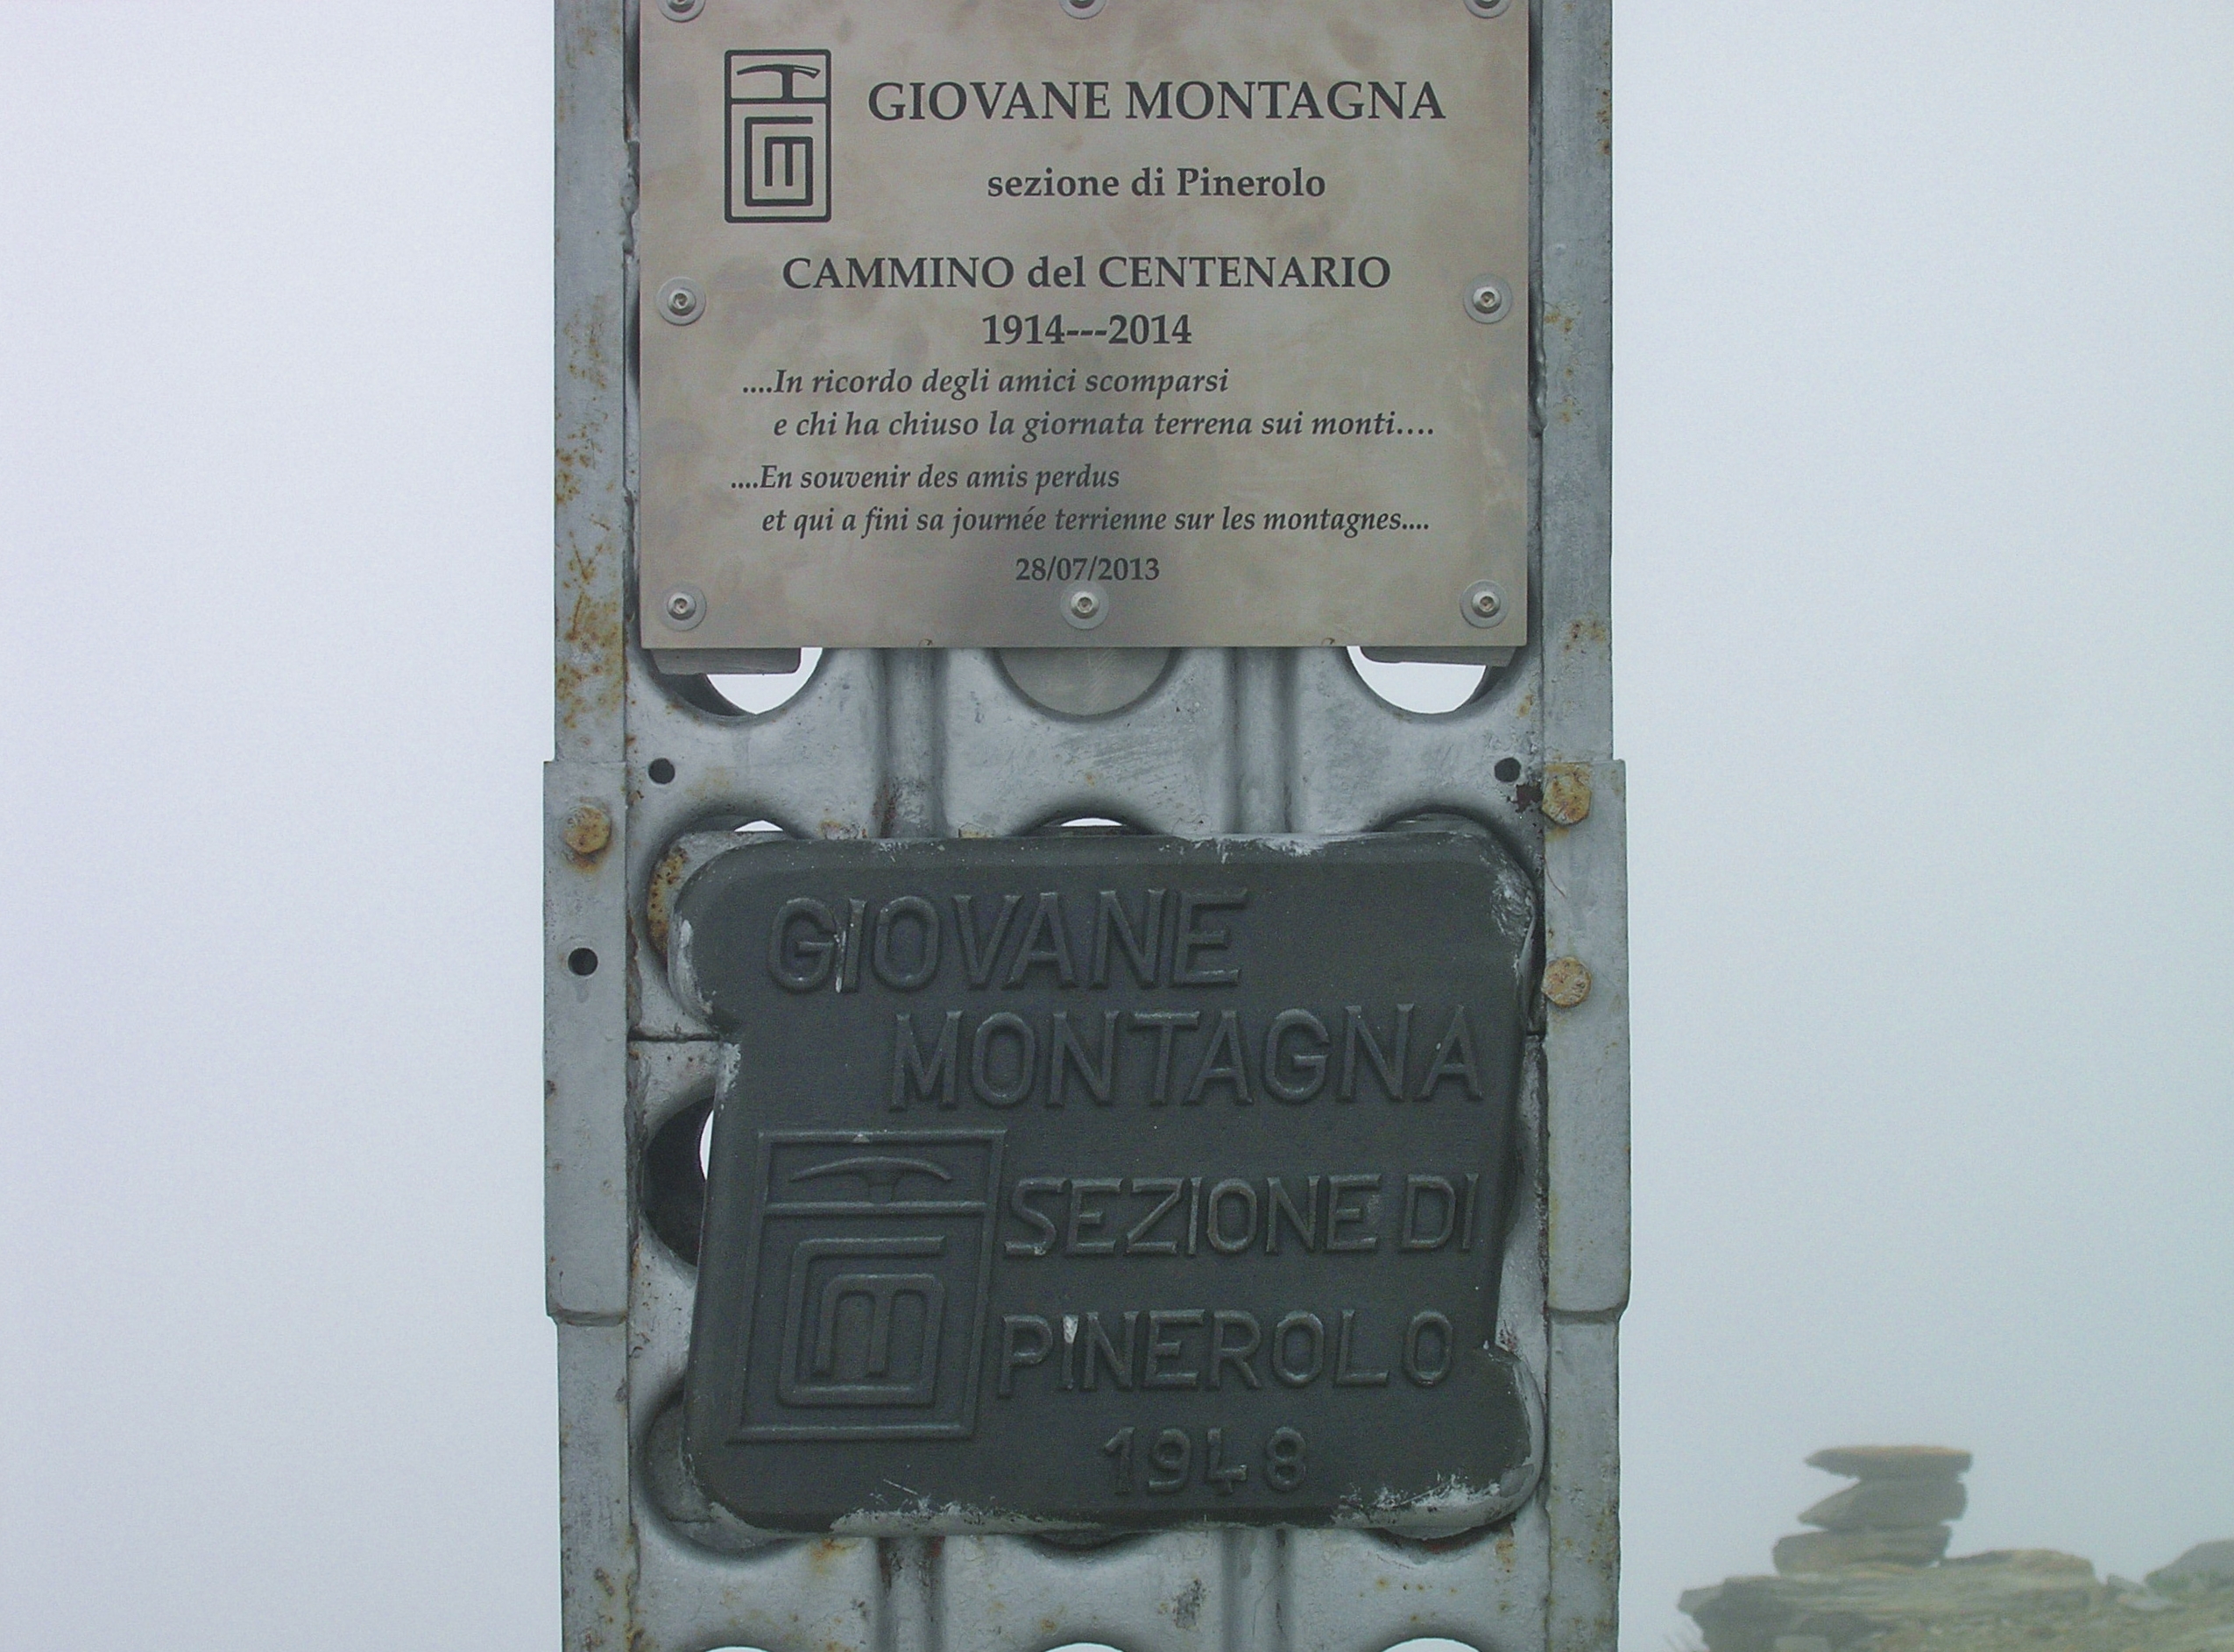 GIOVANE MONTAGNA
sezione di Pinerolo
CAMMINO del CENTENARIO
1914---2014
....In ricordo degli amici scomparsi
e chi ha chiuso la giornata terrena sui monti....
....En souvenir des amis perdus
et qui a fini sa journée terrienne sur les montagnes....
28/07/2013
GIOVANE
MONTAGNA
SEZIONE DI
PINEROLO
1948